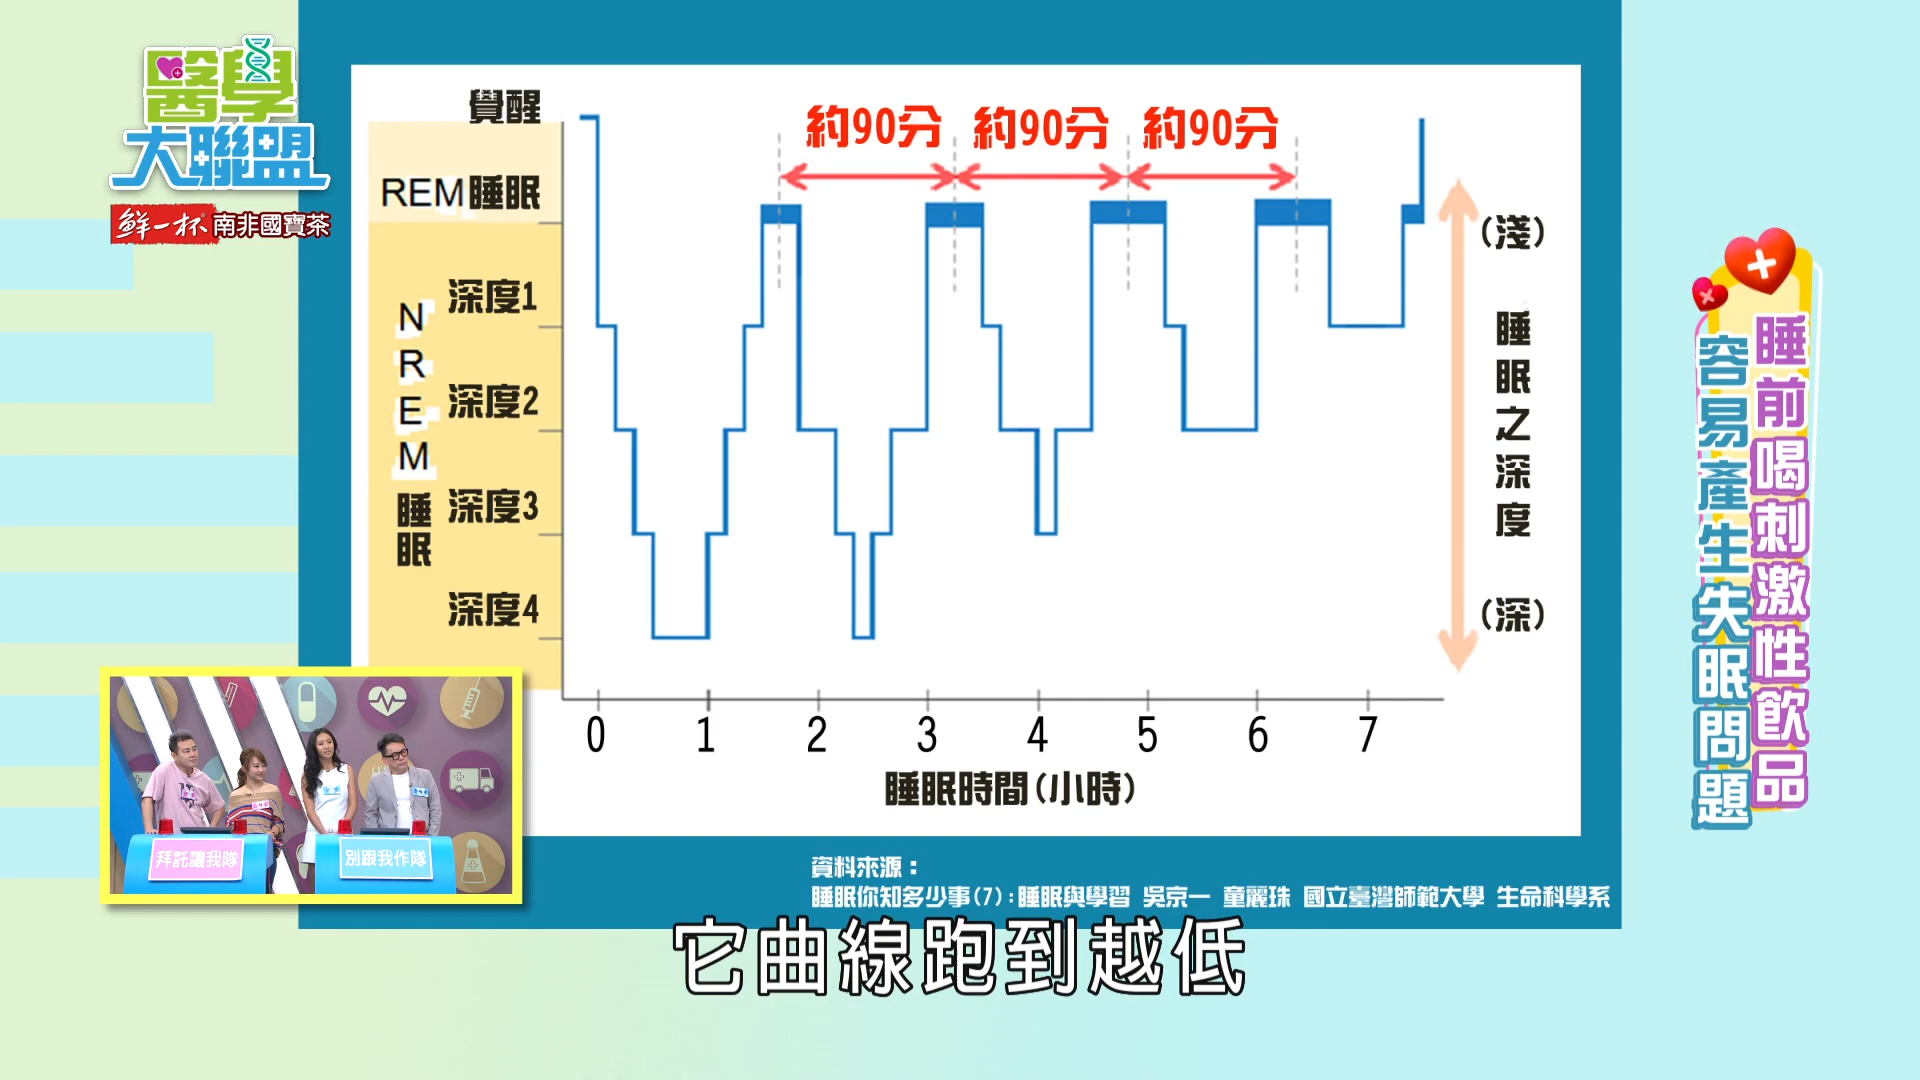 醫學
大聯盟
鮮一杯 南非國寶茶
覺醒
REM睡眠
NREM睡眠
深度1
深度2
深度3
深度4
約90分 約90分 約90分
(淺)
睡眠之深度
(深)
0 1 2 3 4 5 6 7
睡眠時間(小時)
資料來源：
睡眠你知多少事(7):睡眠與學習 吳京一 童麗珠 國立臺灣師範大學 生命科學系
睡前喝刺激性飲品
容易產生失眠問題
拜託讓我隊
別跟我作隊
它曲線跑到越低